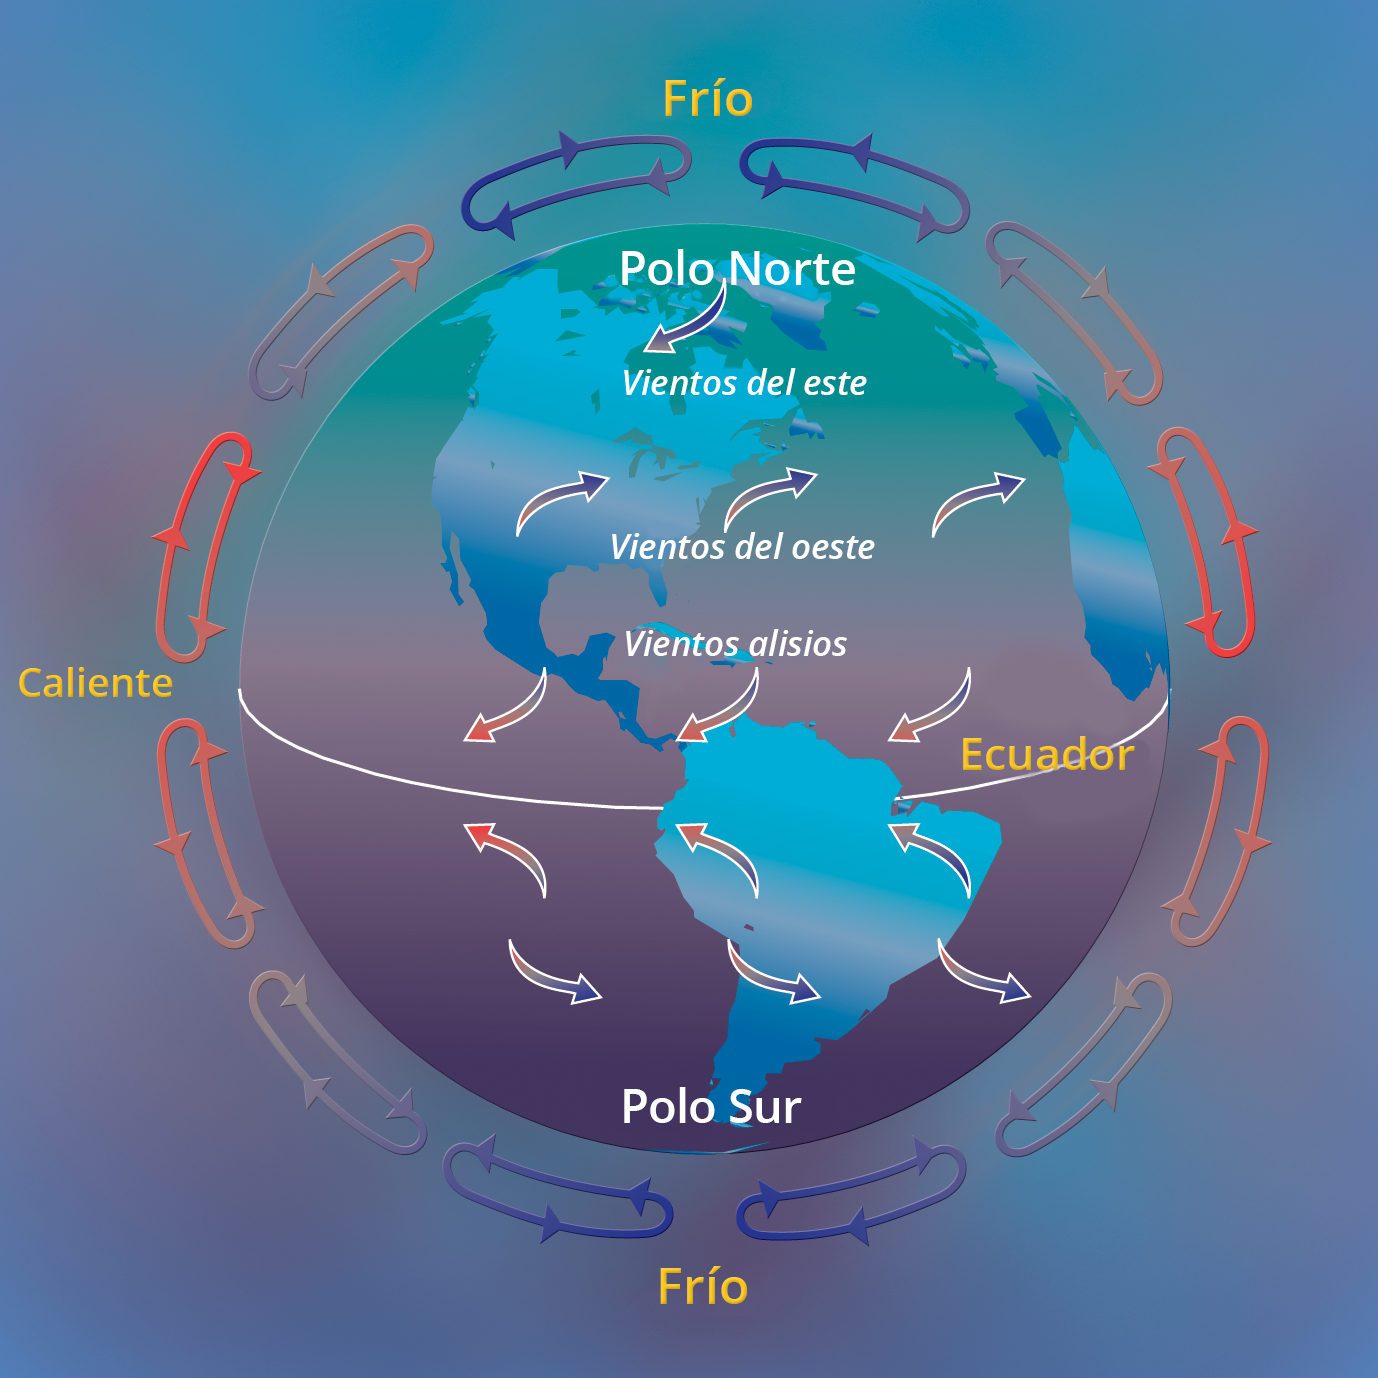 Frío
Polo Norte
Vientos del este
Vientos del oeste
Vientos alisios
Caliente
Ecuador
Polo Sur
Frío